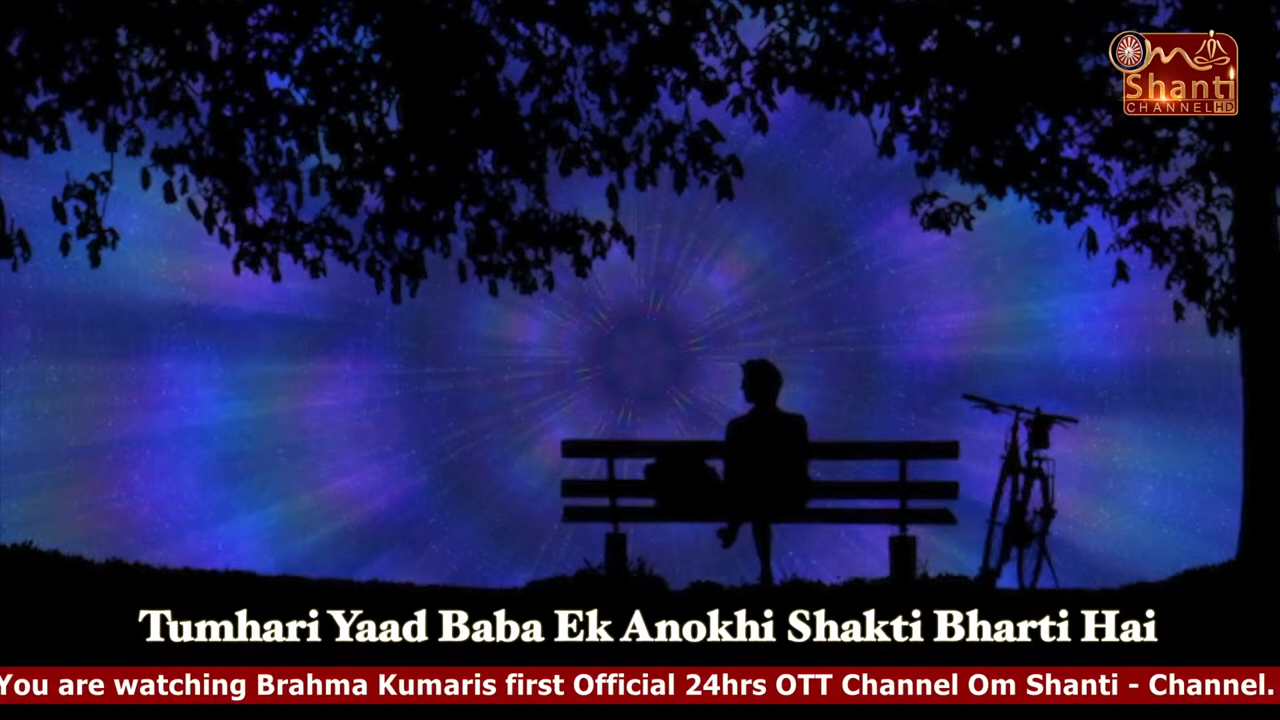 Om
Shanti
CHANNEL HD
Tumhari Yaad Baba Ek Anokhi Shakti Bharti Hai
You are watching Brahma Kumaris first Official 24hrs OTT Channel Om Shanti - Channel.